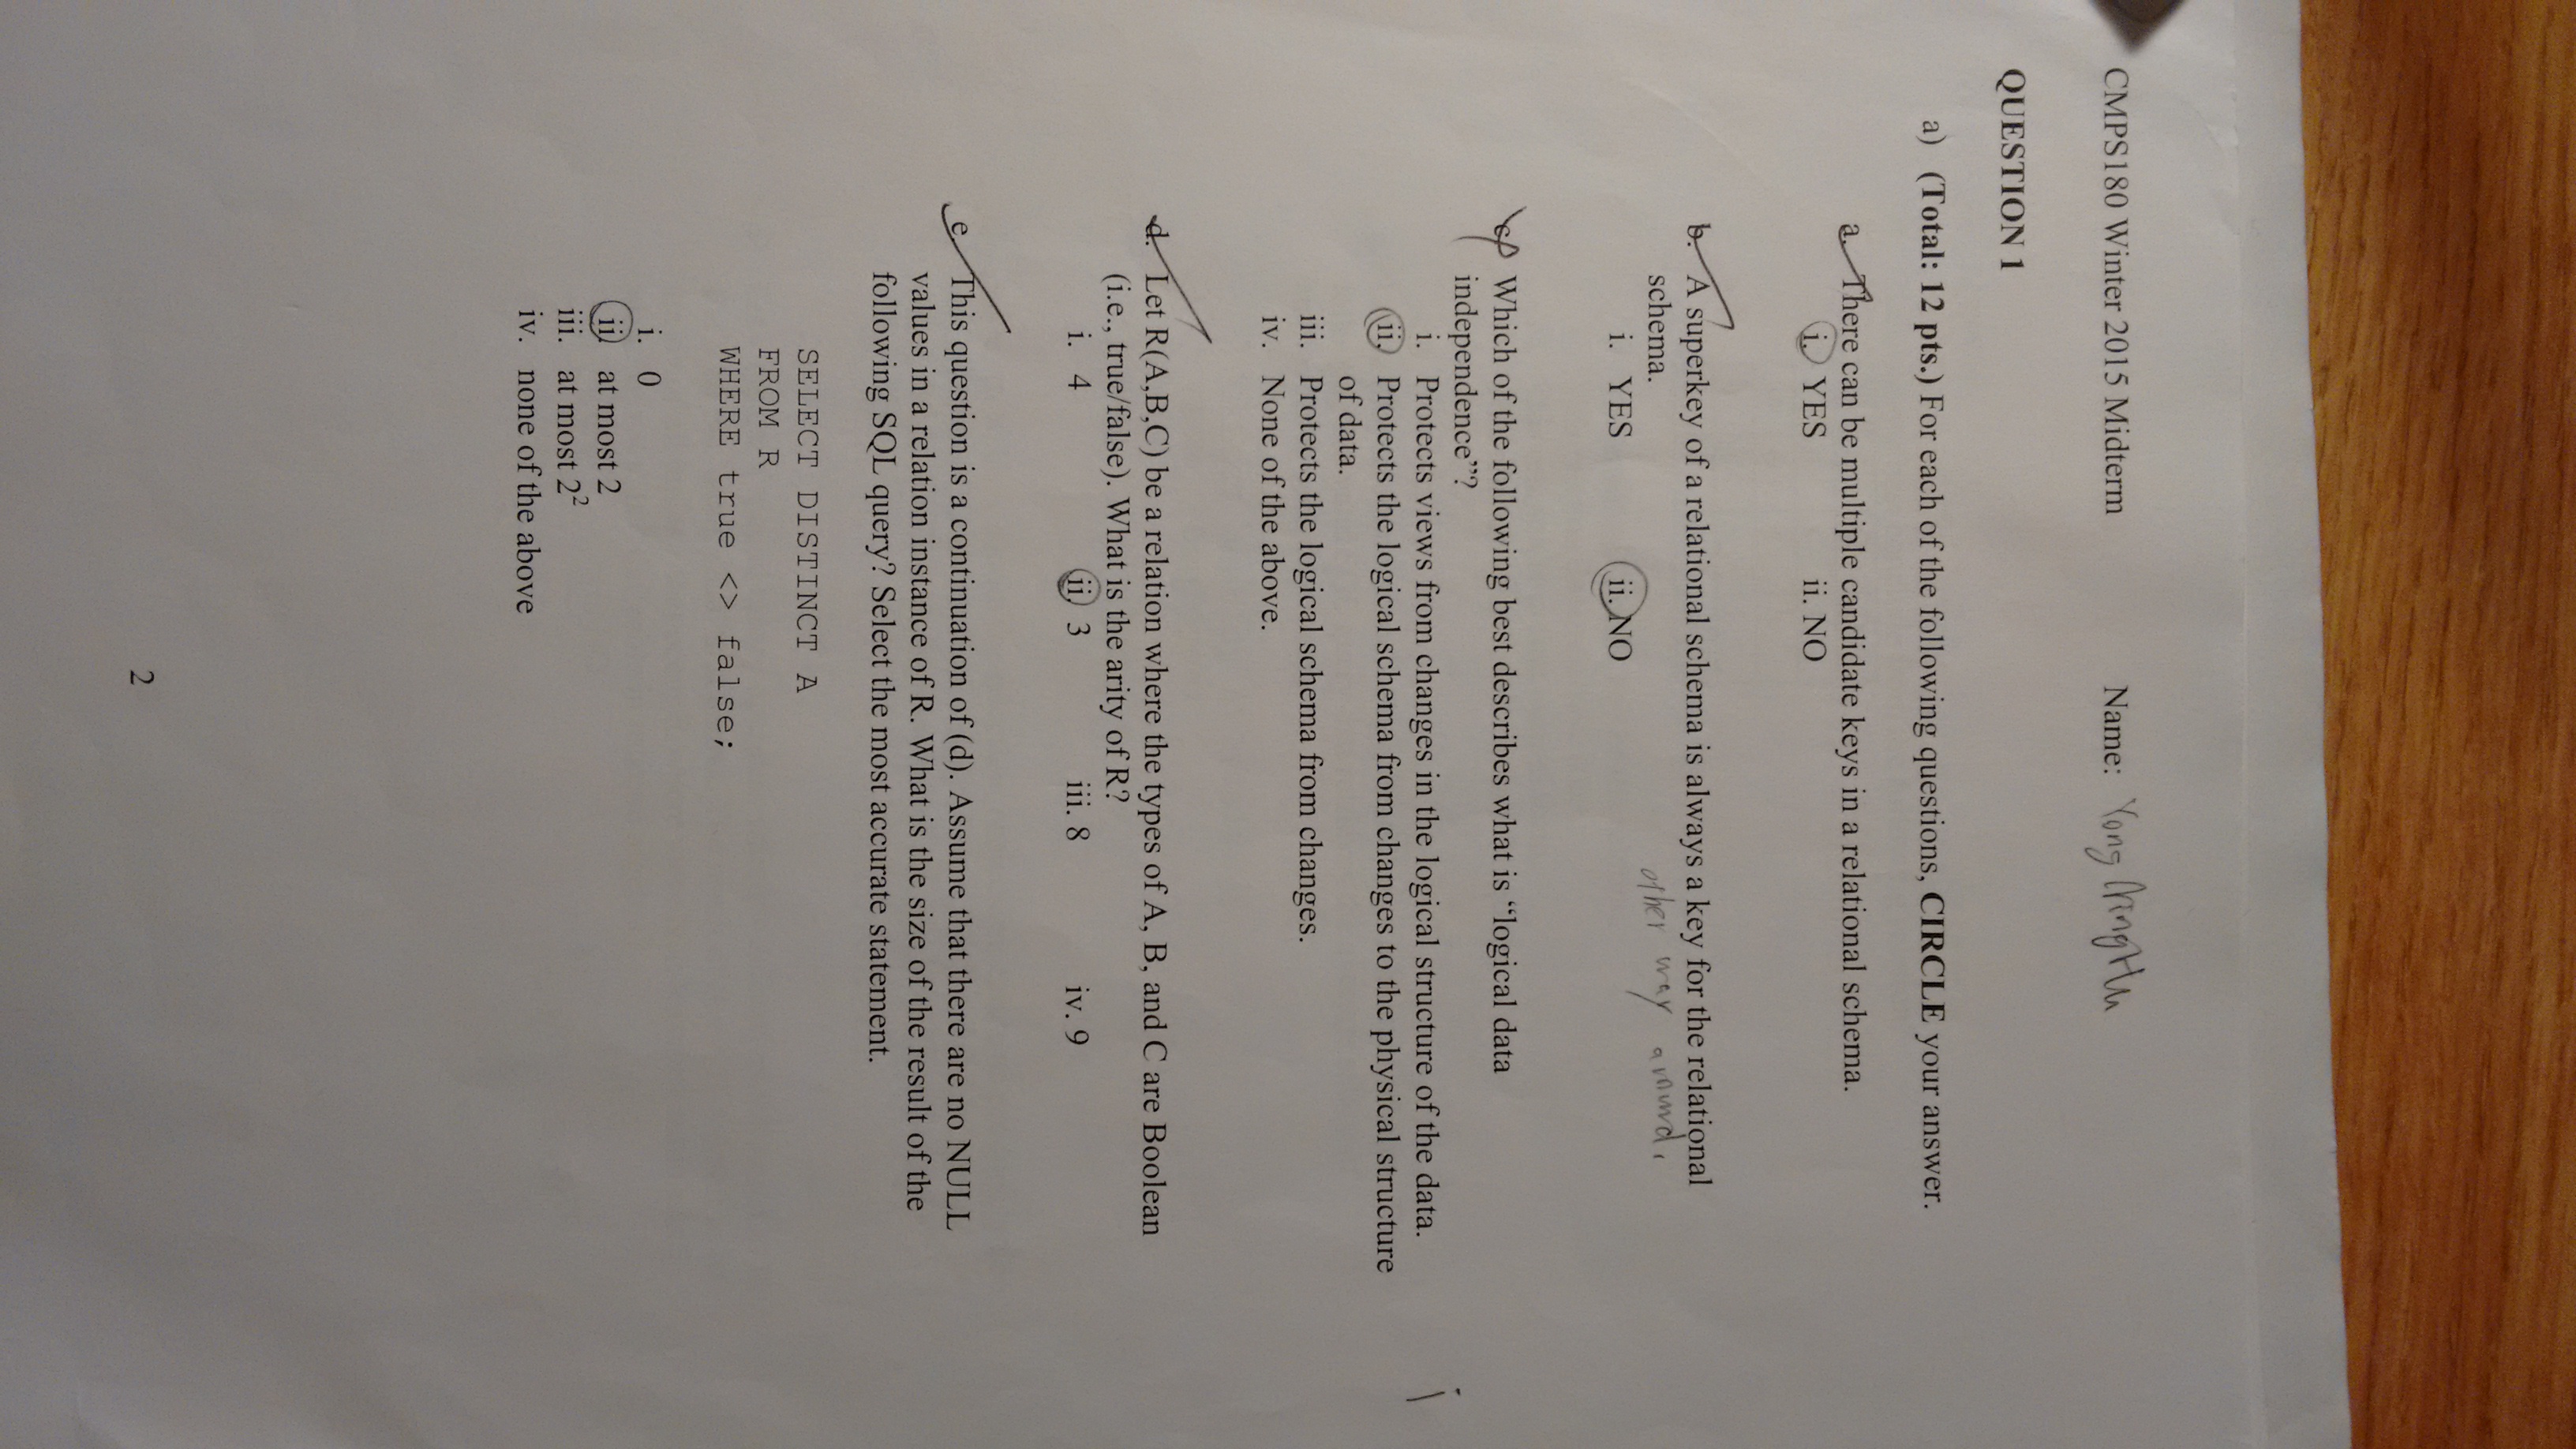 CMPS180 Winter 2015 Midterm Name: Yong
QUESTION 1
a) (Total: 12 pts.) For each of the following questions, CIRCLE your answer.
a. There can be multiple candidate keys in a relational schema.
i. YES ii. NO
b. A superkey of a relational schema is always a key for the relational
schema. other way around.
i. YES ii. NO
c. Which of the following best describes what is “logical data
independence”?
i. Protects views from changes in the logical structure of the data. i
ii. Protects the logical schema from changes to the physical structure
of data.
iii. Protects the logical schema from changes.
iv. None of the above.
d. Let R(A,B,C) be a relation where the types of A, B, and C are Boolean
(i.e., true/false). What is the arity of R?
i. 4 ii. 3 iii. 8 iv. 9
e. This question is a continuation of (d). Assume that there are no NULL
values in a relation instance of R. What is the size of the result of the
following SQL query? Select the most accurate statement.
SELECT DISTINCT A
FROM R
WHERE true <> false;
i. 0
ii. at most 2
iii. at most 2²
iv. none of the above
2